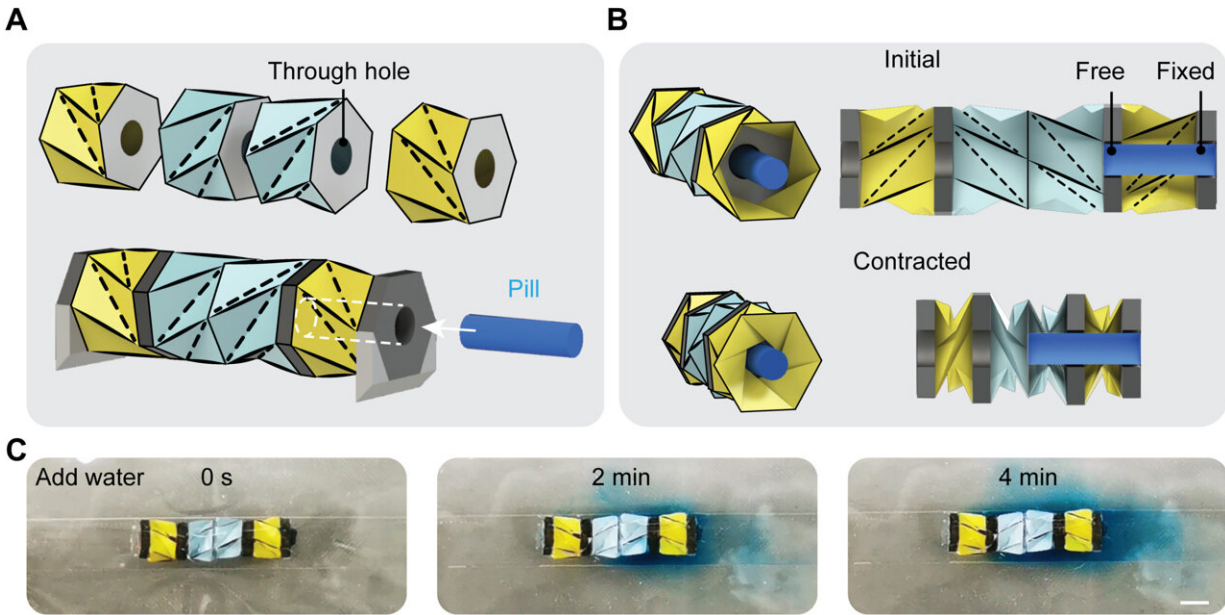 A
Through hole
Pill
B
Initial
Free
Fixed
Contracted
C
Add water
0 s
2 min
4 min